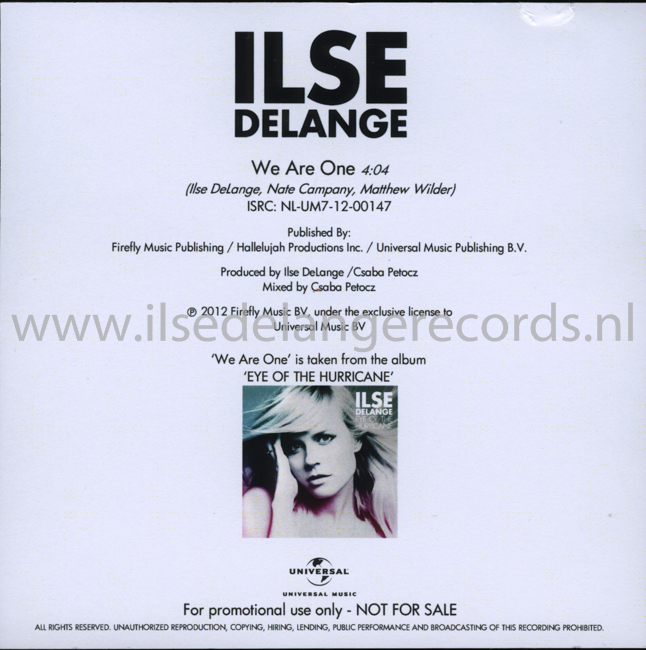 ILSE
DELANGE
We Are One 4:04
(Ilse DeLange, Nate Campany, Matthew Wilder)
ISRC: NL-UM7-12-00147
Published By:
Firefly Music Publishing / Hallelujah Productions Inc. / Universal Music Publishing B.V.
Produced by Ilse DeLange /Csaba Petocz
Mixed by Csaba Petocz
℗ 2012 Firefly Music BV, under the exclusive license to
Universal Music BV
www.ilsedelangerecords.nl
'We Are One' is taken from the album
'EYE OF THE HURRICANE'
ILSE
DELANGE
EYE OF THE
HURRICANE
UNIVERSAL
UNIVERSAL MUSIC
For promotional use only - NOT FOR SALE
ALL RIGHTS RESERVED. UNAUTHORIZED REPRODUCTION, COPYING, HIRING, LENDING, PUBLIC PERFORMANCE AND BROADCASTING OF THIS RECORDING PROHIBITED.